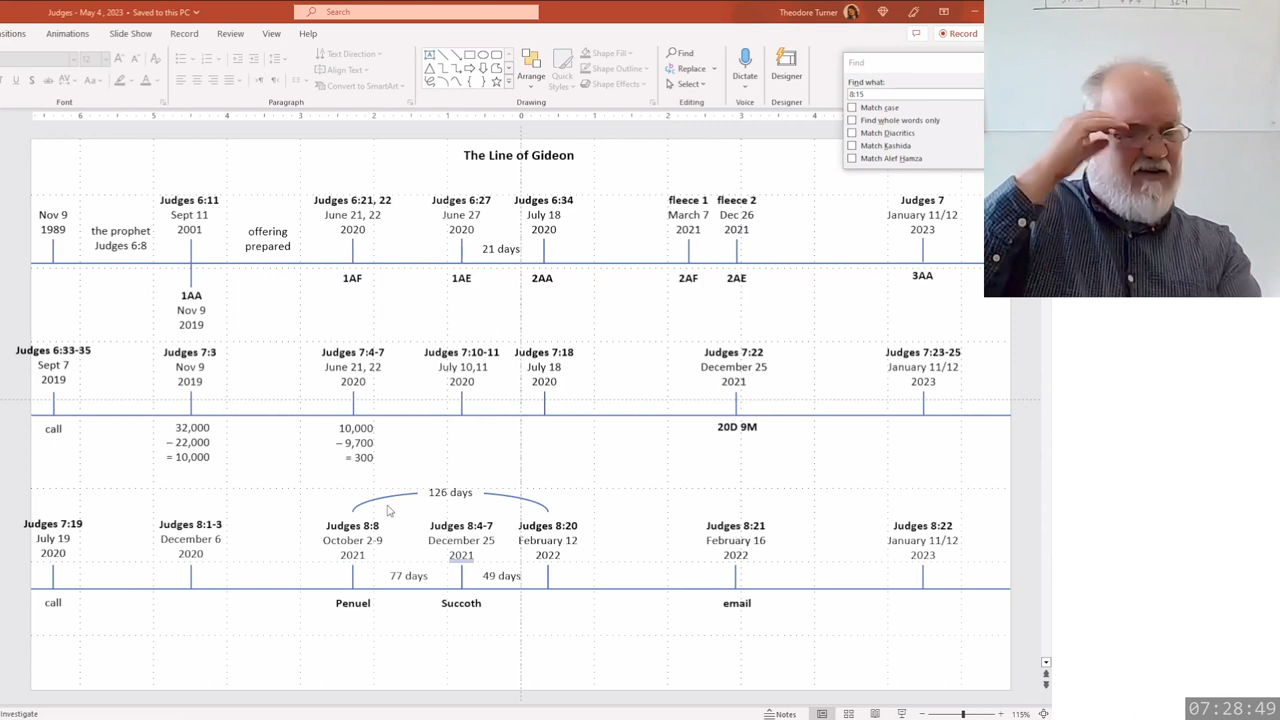 Judges - May 4, 2023 • Saved to this PC
Search
Theodore Turner
sitions Animations Slide Show Record Review View Help
Record
Text Direction
Align Text
Convert to SmartArt
Arrange
Quick Styles
Shape Fill
Shape Outline
Shape Effects
Find
Replace
Select
Dictate
Designer
Font Paragraph Drawing Editing Voice Designer
Find
Find what:
8:15
Match case
Find whole words only
Match Diacritics
Match Kashida
Match Alef Hamza
6 5 4 3 2 1 0 1 2 3 4
The Line of Gideon
Nov 9
1989
the prophet
Judges 6:8
Judges 6:11
Sept 11
2001
offering
prepared
Judges 6:21, 22
June 21, 22
2020
Judges 6:27
June 27
2020
21 days
Judges 6:34
July 18
2020
fleece 1
March 7
2021
fleece 2
Dec 26
2021
Judges 7
January 11/12
2023
1AA
Nov 9
2019
1AF
1AE
2AA
2AF
2AE
3AA
Judges 6:33-35
Sept 7
2019
Judges 7:3
Nov 9
2019
Judges 7:4-7
June 21, 22
2020
Judges 7:10-11
July 10,11
2020
Judges 7:18
July 18
2020
Judges 7:22
December 25
2021
Judges 7:23-25
January 11/12
2023
call
32,000
– 22,000
= 10,000
10,000
– 9,700
= 300
20D 9M
126 days
Judges 7:19
July 19
2020
Judges 8:1-3
December 6
2020
Judges 8:8
October 2-9
2021
77 days
Judges 8:4-7
December 25
2021
49 days
Judges 8:20
February 12
2022
Judges 8:21
February 16
2022
Judges 8:22
January 11/12
2023
call
Penuel
Succoth
email
Investigate
Notes
115%
07:28:49